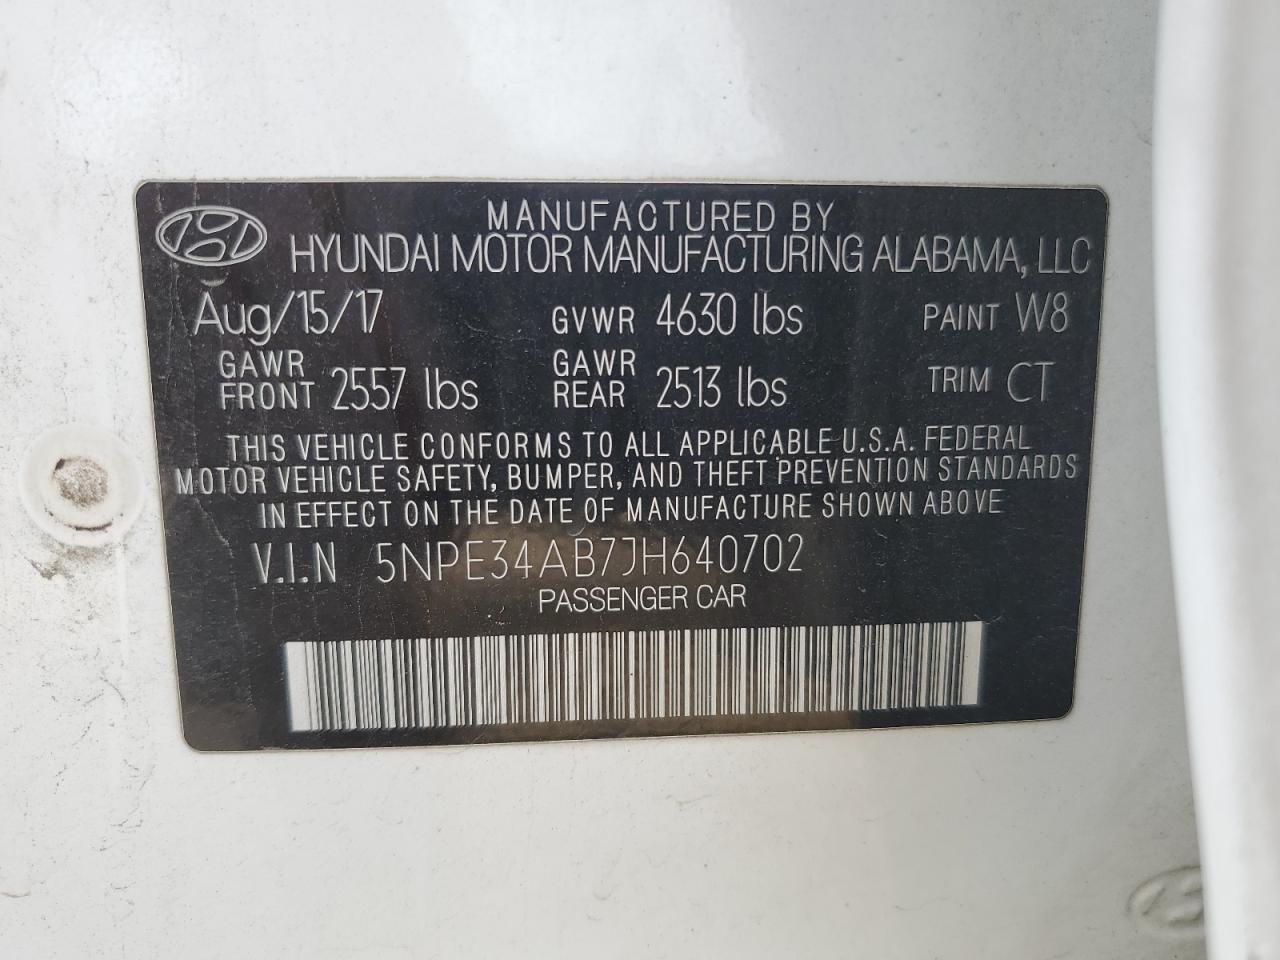 MANUFACTURED BY
HYUNDAI MOTOR MANUFACTURING ALABAMA, LLC
Aug/15/17 GVWR 4630 lbs PAINT W8
GAWR FRONT 2557 lbs GAWR REAR 2513 lbs TRIM CT
THIS VEHICLE CONFORMS TO ALL APPLICABLE U.S.A. FEDERAL
MOTOR VEHICLE SAFETY, BUMPER, AND THEFT PREVENTION STANDARDS
IN EFFECT ON THE DATE OF MANUFACTURE SHOWN ABOVE
V.I.N 5NPE34AB7JH640702
PASSENGER CAR